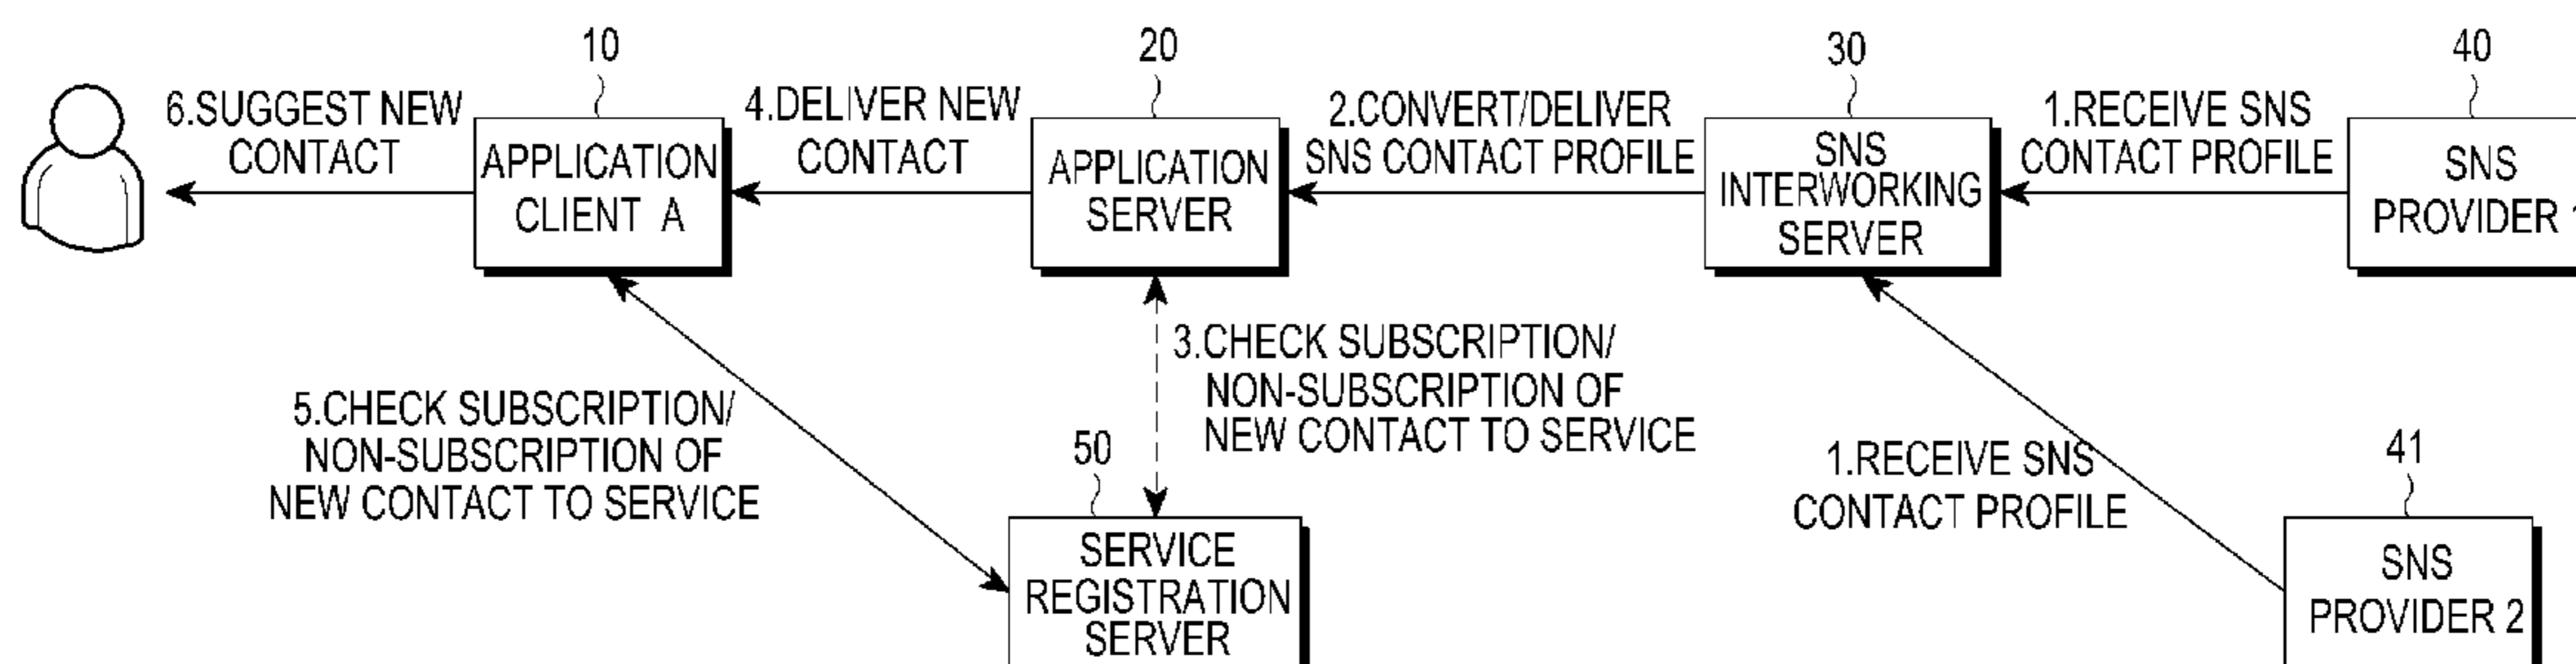 10
20
30
40
6.SUGGEST NEW
CONTACT
APPLICATION
CLIENT A
4.DELIVER NEW
CONTACT
APPLICATION
SERVER
2.CONVERT/DELIVER
SNS CONTACT PROFILE
SNS
INTERWORKING
SERVER
1.RECEIVE SNS
CONTACT PROFILE
SNS
PROVIDER 1
5.CHECK SUBSCRIPTION/
NON-SUBSCRIPTION OF
NEW CONTACT TO SERVICE
3.CHECK SUBSCRIPTION/
NON-SUBSCRIPTION OF
NEW CONTACT TO SERVICE
50
SERVICE
REGISTRATION
SERVER
1.RECEIVE SNS
CONTACT PROFILE
41
SNS
PROVIDER 2